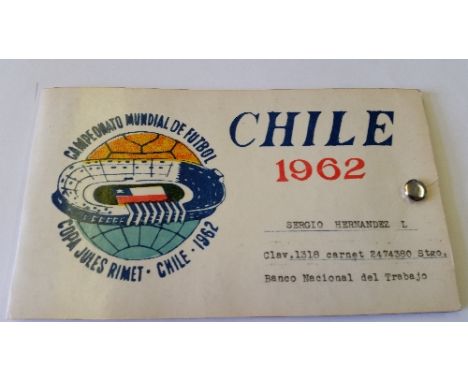 CAMPEONATO MUNDIAL DE FUTBOL
COPA JULES RIMET - CHILE - 1962
CHILE
1962
SERGIO HERNANDEZ L
Clav.1318 carnet 2474380 Stgo.
Banco Nacional del Trabajo